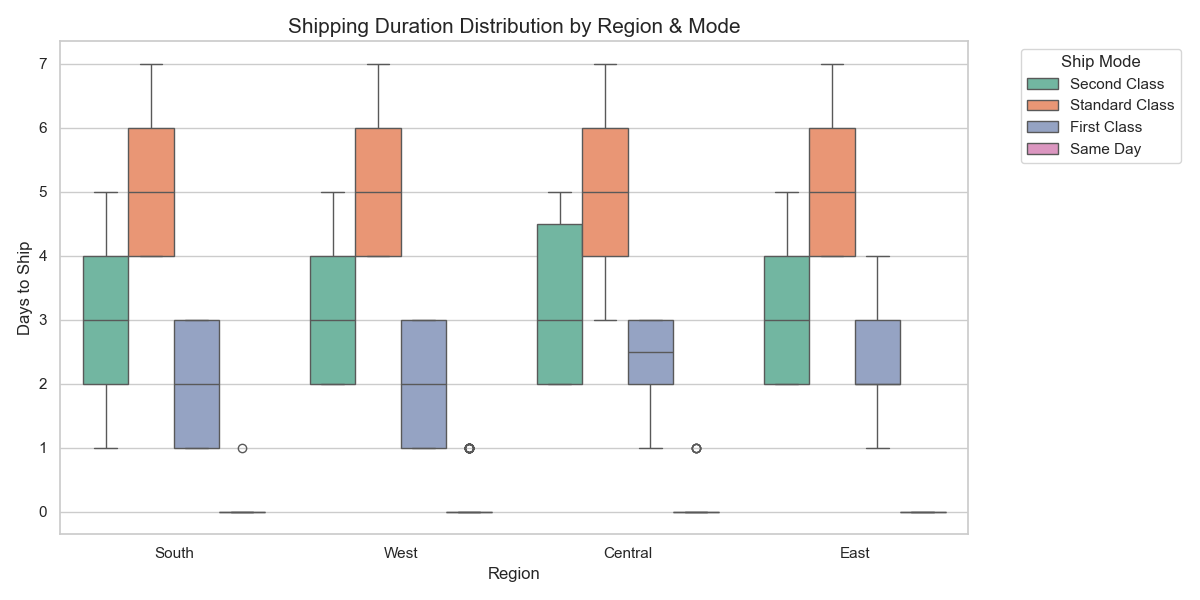 Shipping Duration Distribution by Region & Mode
Ship Mode
Second Class
Standard Class
First Class
Same Day
Days to Ship
7
6
5
4
3
2
1
0
South
West
Central
East
Region